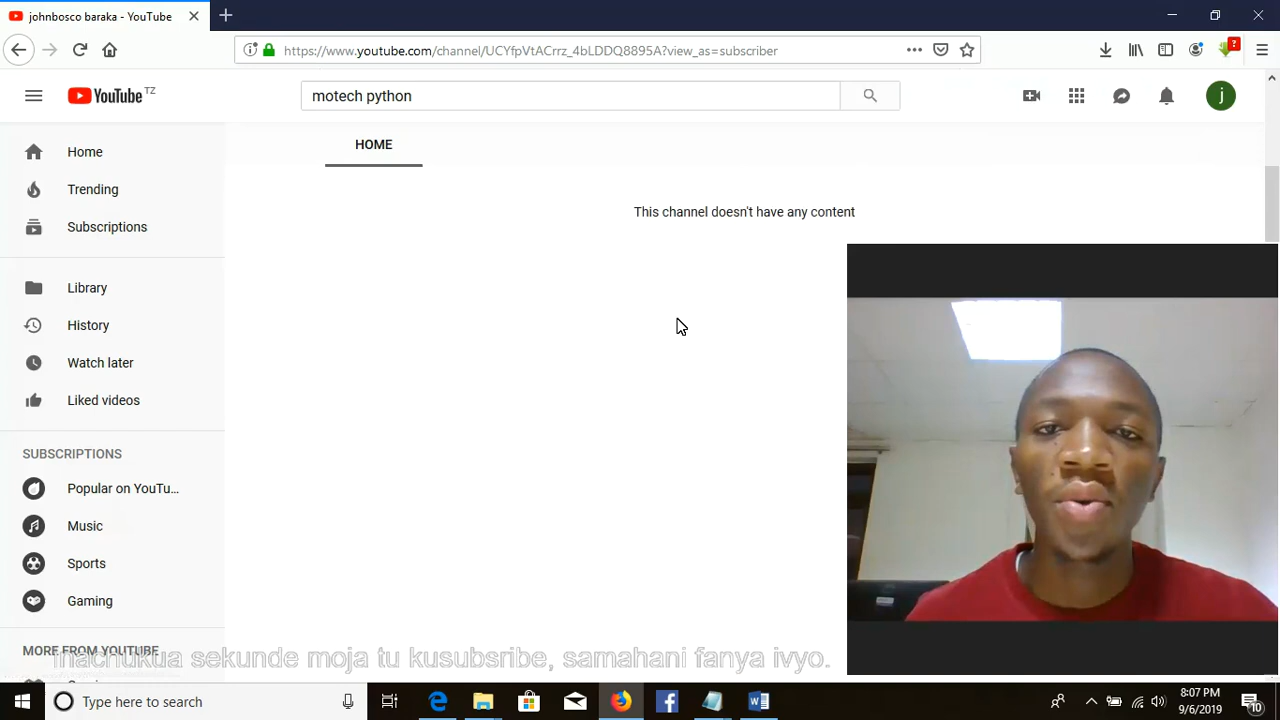 johnbosco baraka - YouTube
https://www.youtube.com/channel/UCYfpVtACrrz_4bLDDQ8895A?view_as=subscriber
YouTube TZ
motech python
j
HOME
This channel doesn't have any content
Home
Trending
Subscriptions
Library
History
Watch later
Liked videos
SUBSCRIPTIONS
Popular on YouTu...
Music
Sports
Gaming
MORE FROM YOUTUBE
inachukua sekunde moja tu kusubsribe, samahani fanya ivyo.
Type here to search
8:07 PM
9/6/2019
10